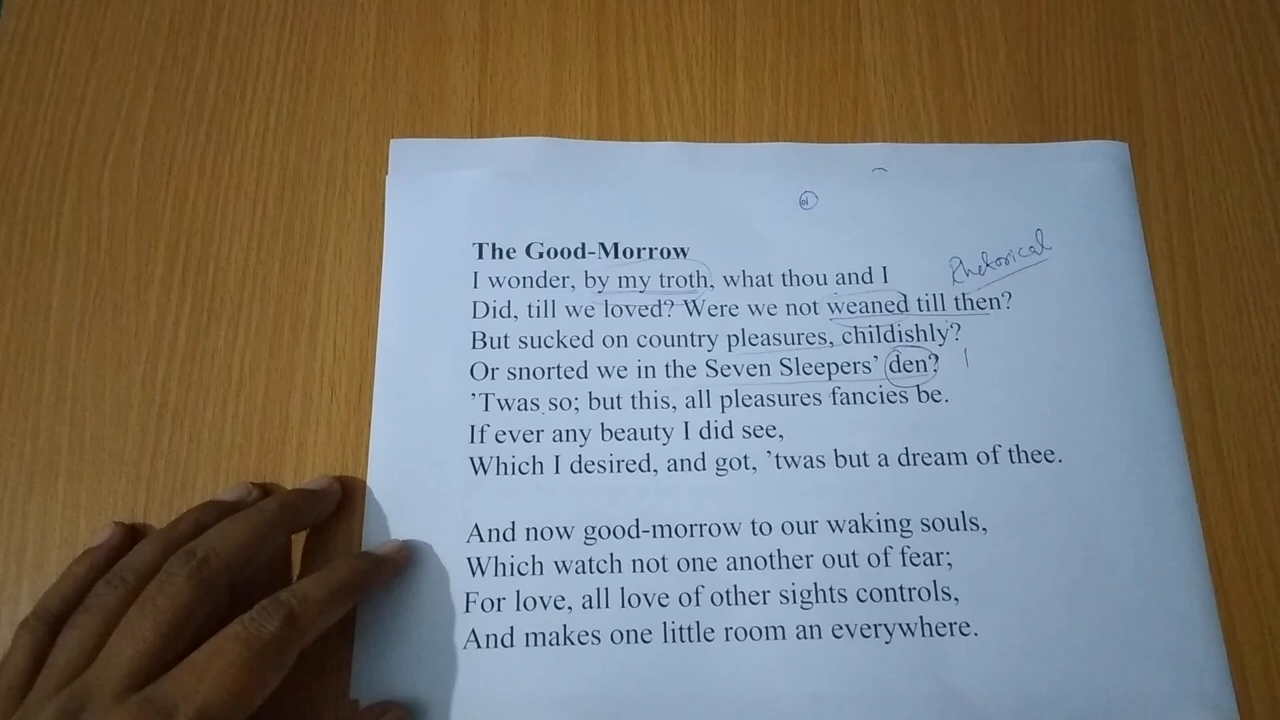 The Good-Morrow
I wonder, by my troth, what thou and I
Rhetorical
Did, till we loved? Were we not weaned till then?
But sucked on country pleasures, childishly?
Or snorted we in the Seven Sleepers’ den?
’Twas so; but this, all pleasures fancies be.
If ever any beauty I did see,
Which I desired, and got, ’twas but a dream of thee.
And now good-morrow to our waking souls,
Which watch not one another out of fear;
For love, all love of other sights controls,
And makes one little room an everywhere.